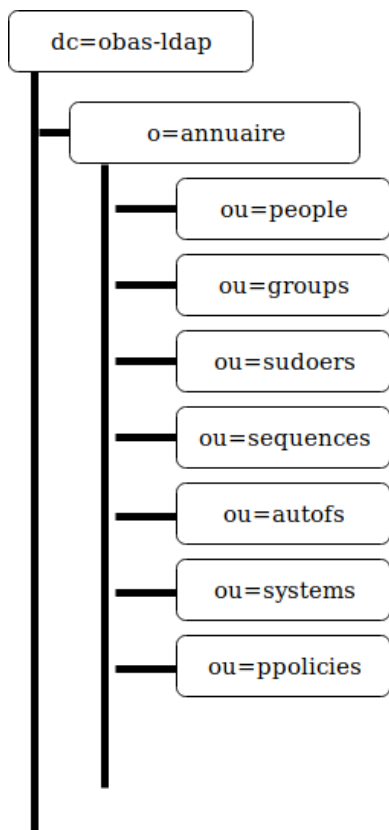 dc=obas-ldap
o=annuaire
ou=people
ou=groups
ou=sudoers
ou=sequences
ou=autofs
ou=systems
ou=ppolicies